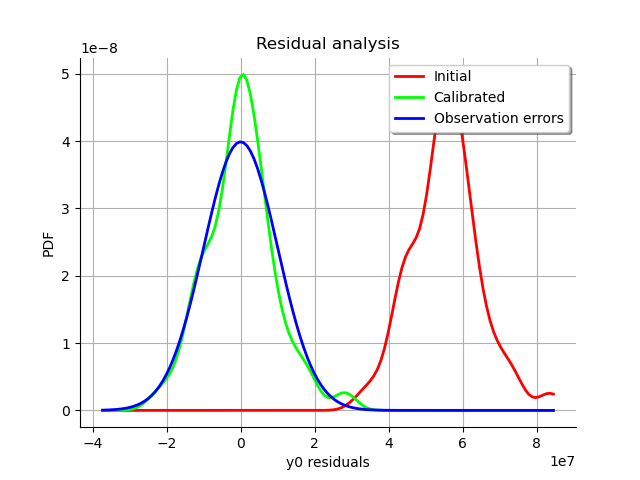 Residual analysis
1e−8
Initial
Calibrated
Observation errors
5
4
3
2
1
0
PDF
−4 −2 0 2 4 6 8
y0 residuals
1e7